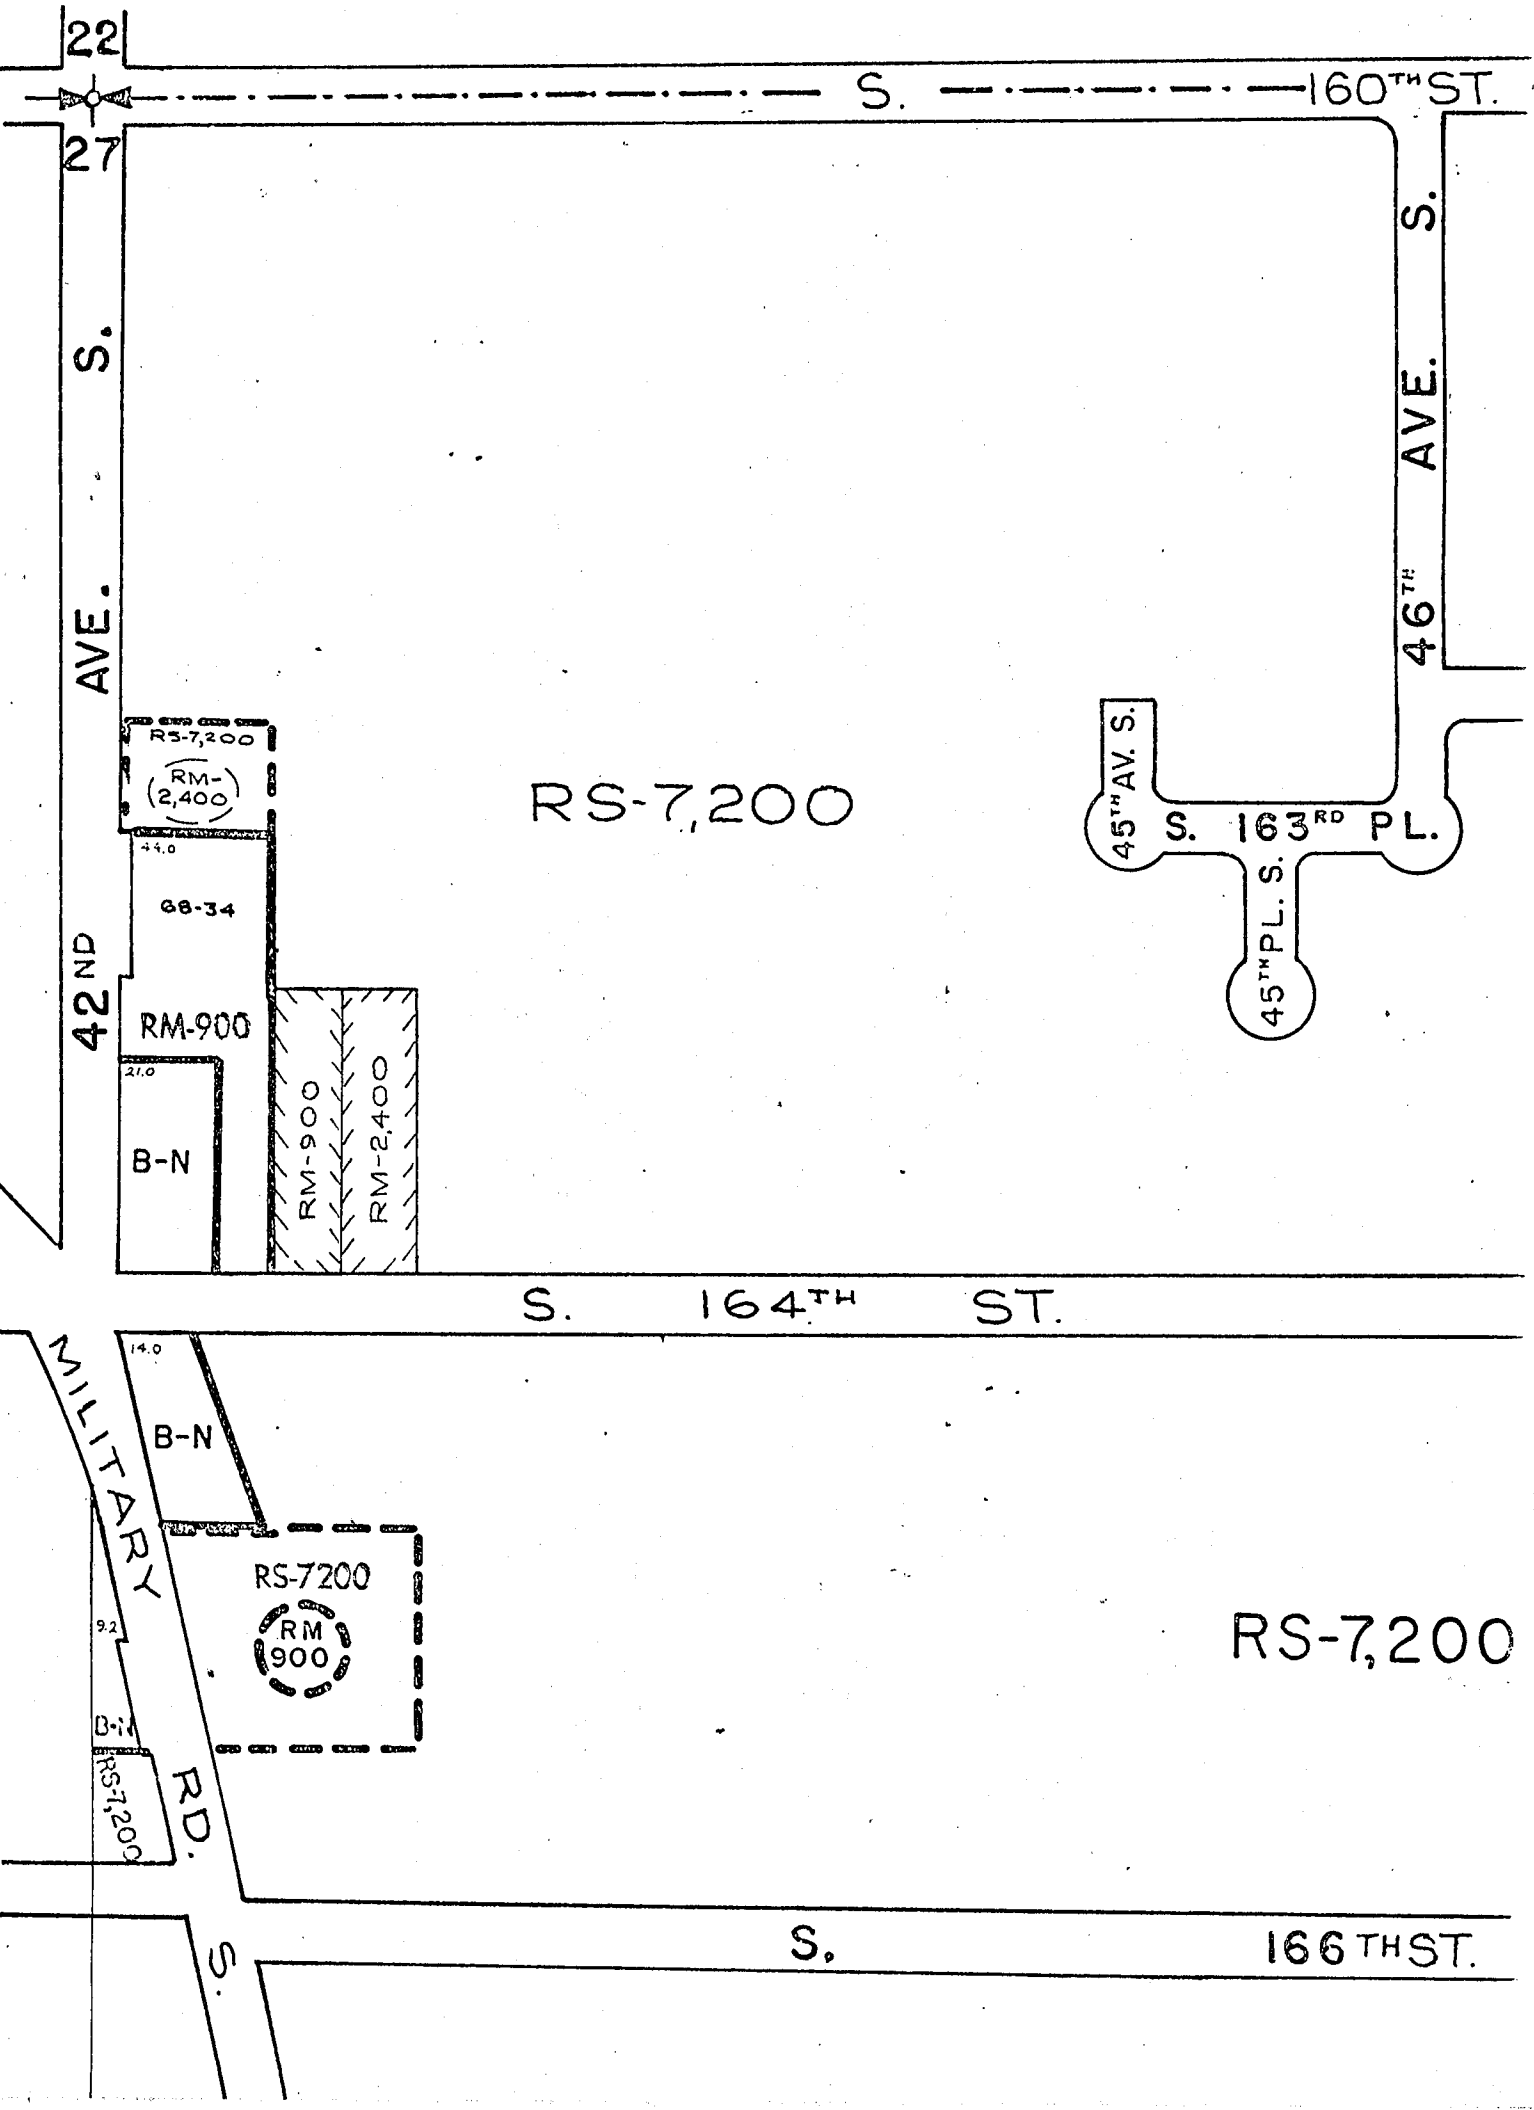 22
S. 160TH ST.
27
42ND AVE. S.
46TH AVE. S.
RS-7,200
RM-
2,400
RS-7,200
45TH AV. S.
S. 163RD PL.
45TH PL. S.
44.0
68-34
RM-900
21.0
B-N
RM-900
RM-2,400
S. 164TH ST.
MILITARY RD. S.
14.0
B-N
RS-7200
RM
900
9.2
B-N
RS-7,200
RS-7,200
S. 166TH ST.